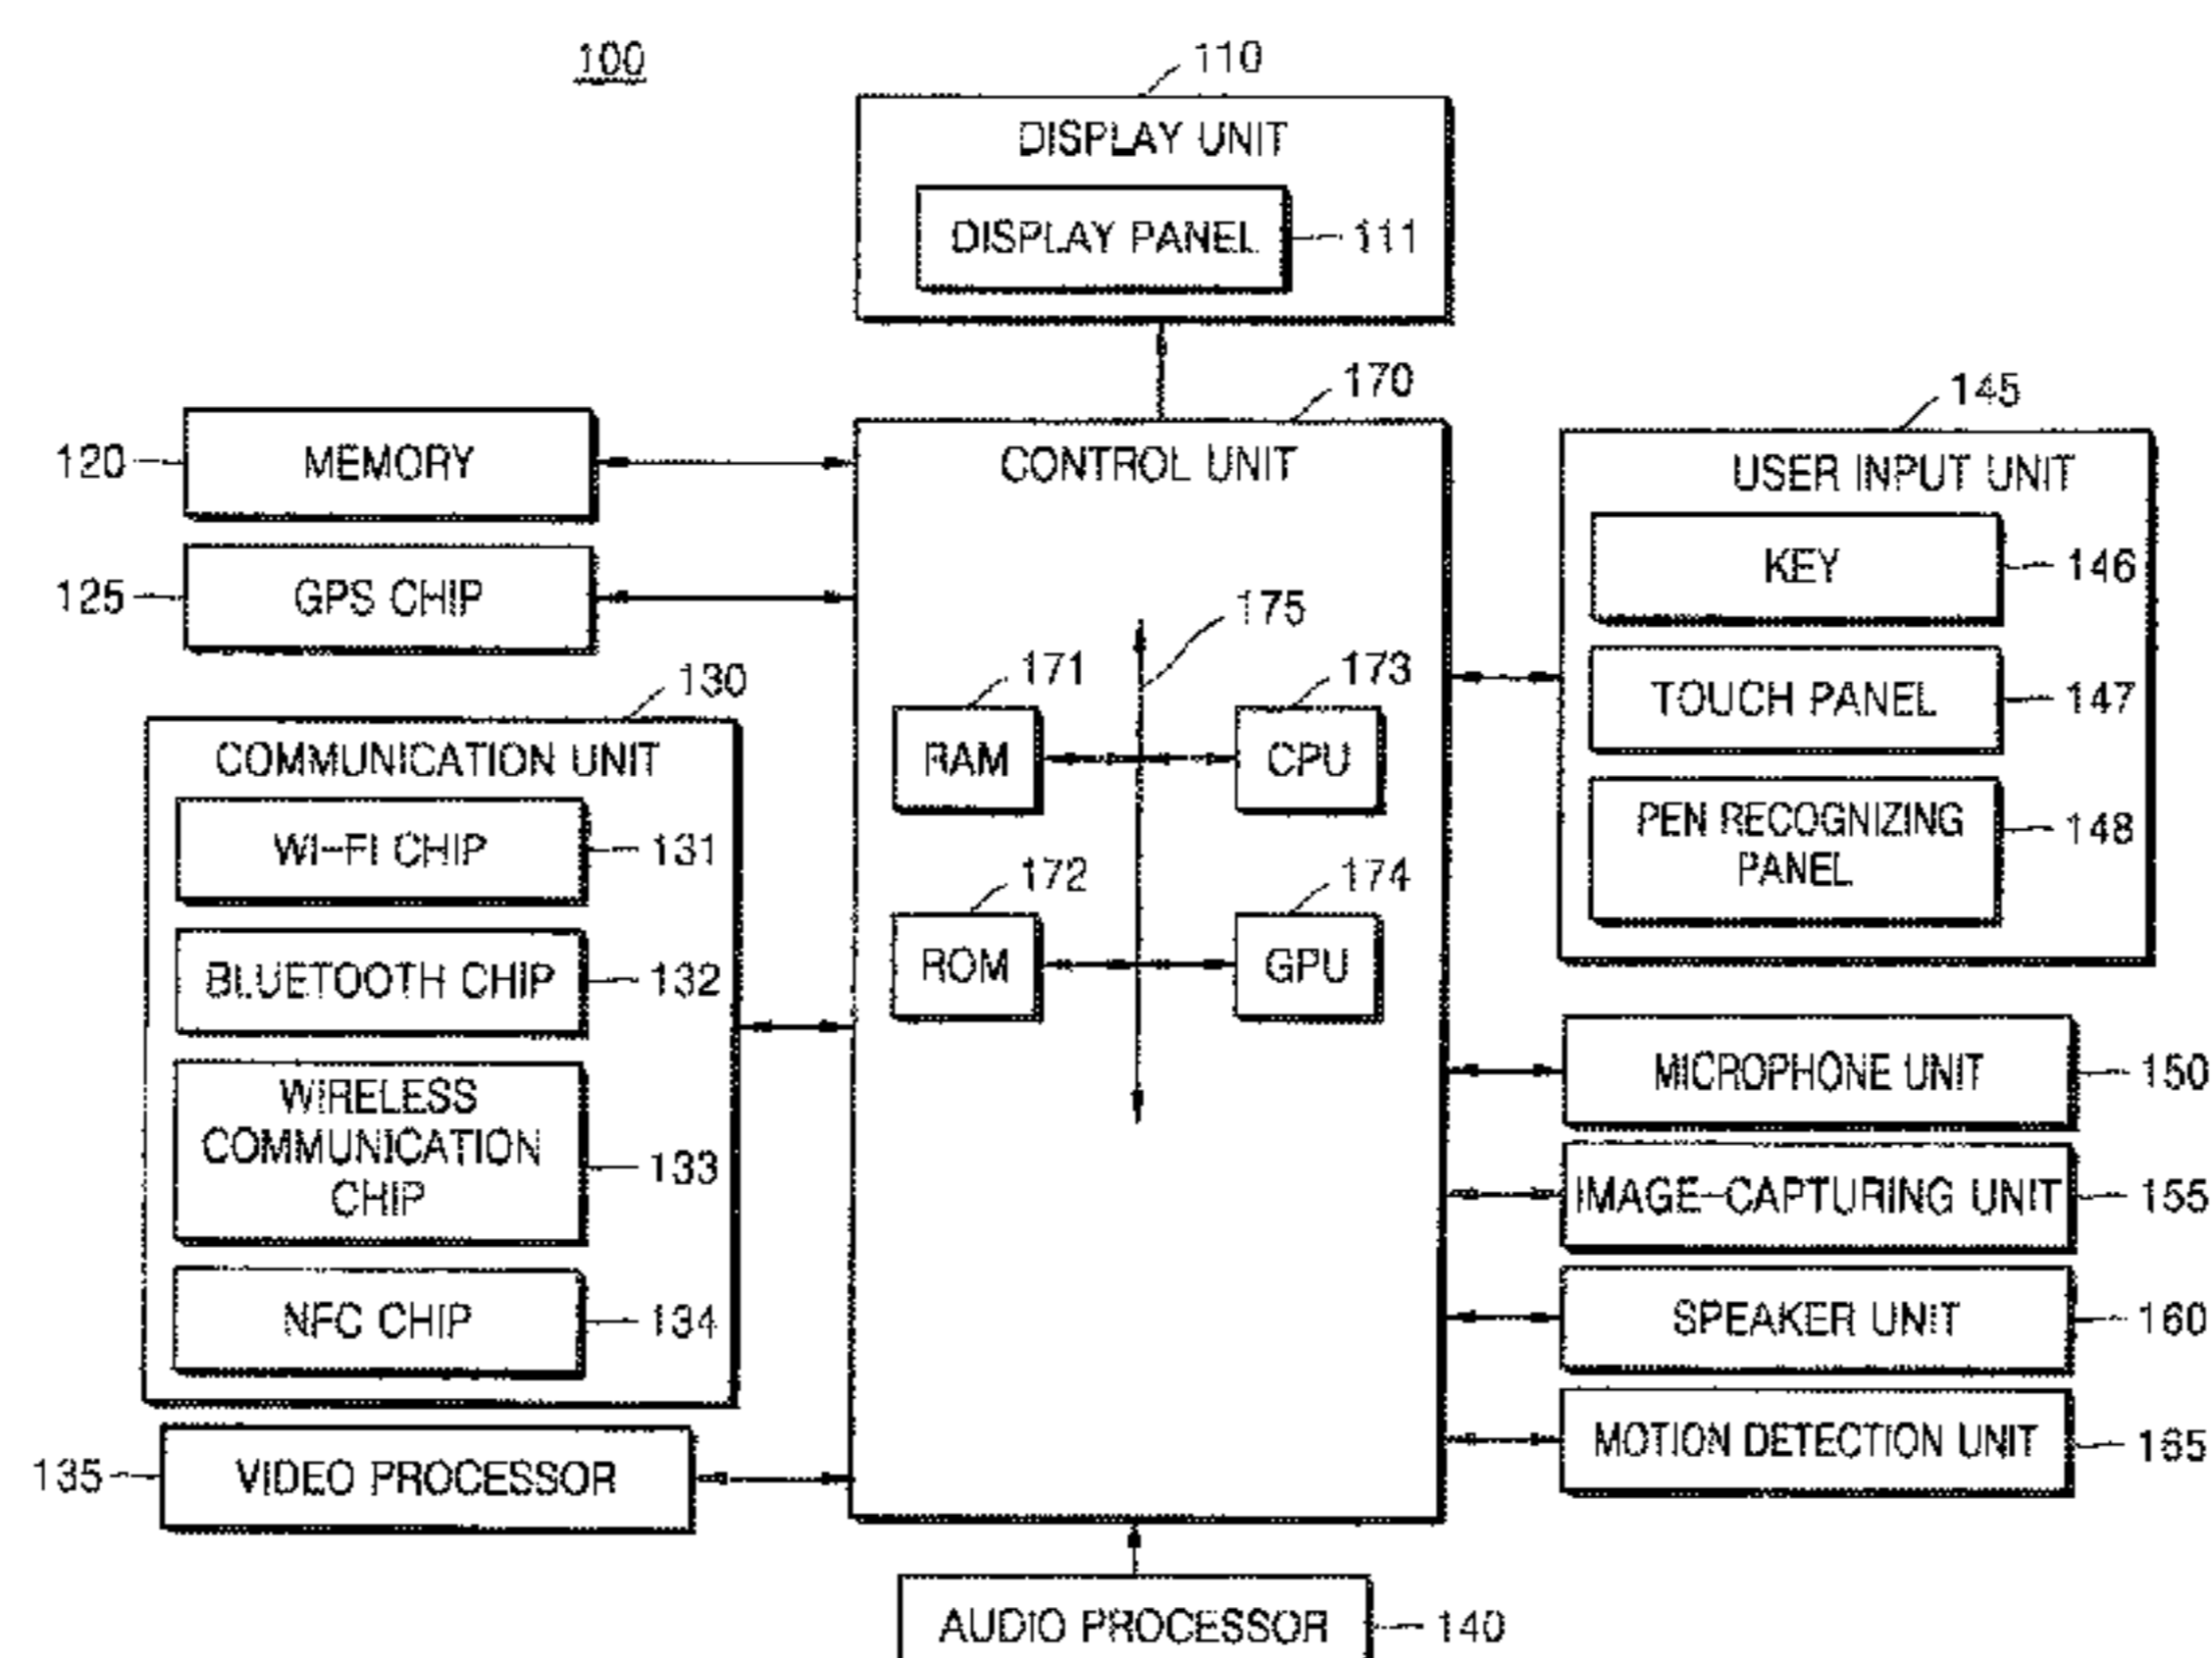 100
110
DISPLAY UNIT
DISPLAY PANEL
111
120
MEMORY
125
GPS CHIP
130
COMMUNICATION UNIT
WI-FI CHIP
131
BLUETOOTH CHIP
132
WIRELESS
COMMUNICATION
CHIP
133
NFC CHIP
134
135
VIDEO PROCESSOR
170
CONTROL UNIT
175
171
RAM
173
CPU
172
ROM
174
GPU
AUDIO PROCESSOR
140
145
USER INPUT UNIT
KEY
146
TOUCH PANEL
147
PEN RECOGNIZING
PANEL
148
MICROPHONE UNIT
150
IMAGE-CAPTURING UNIT
155
SPEAKER UNIT
160
MOTION DETECTION UNIT
165